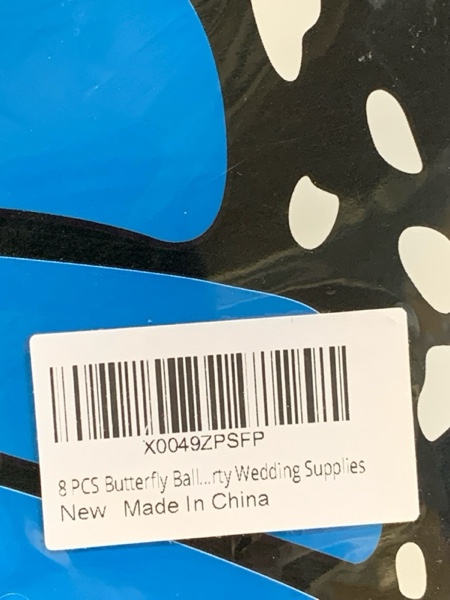 X0049ZPSFP
8 PCS Butterfly Ball...rty Wedding Supplies
New Made In China